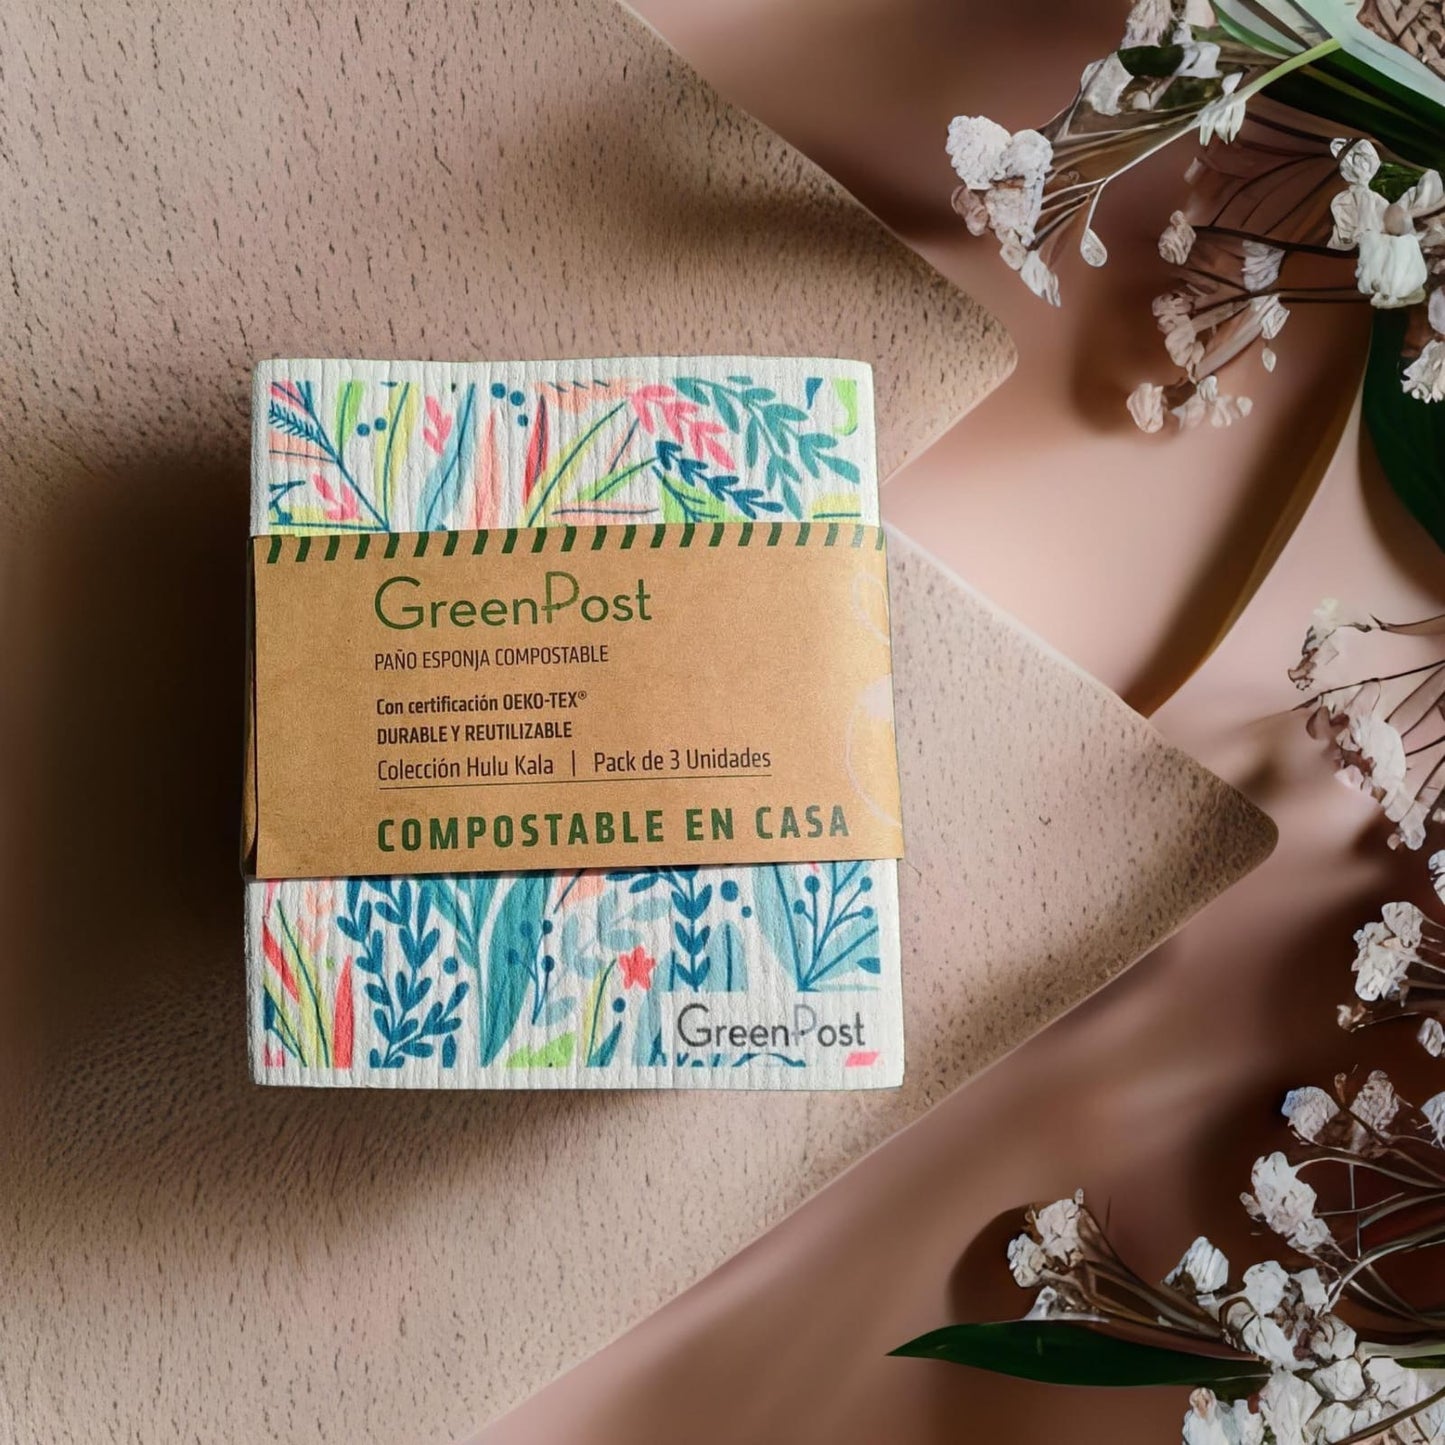 GreenPost
PAÑO ESPONJA COMPOSTABLE
Con certificación OEKO-TEX®
DURABLE Y REUTILIZABLE
Colección Hulu Kala | Pack de 3 Unidades
COMPOSTABLE EN CASA
GreenPost